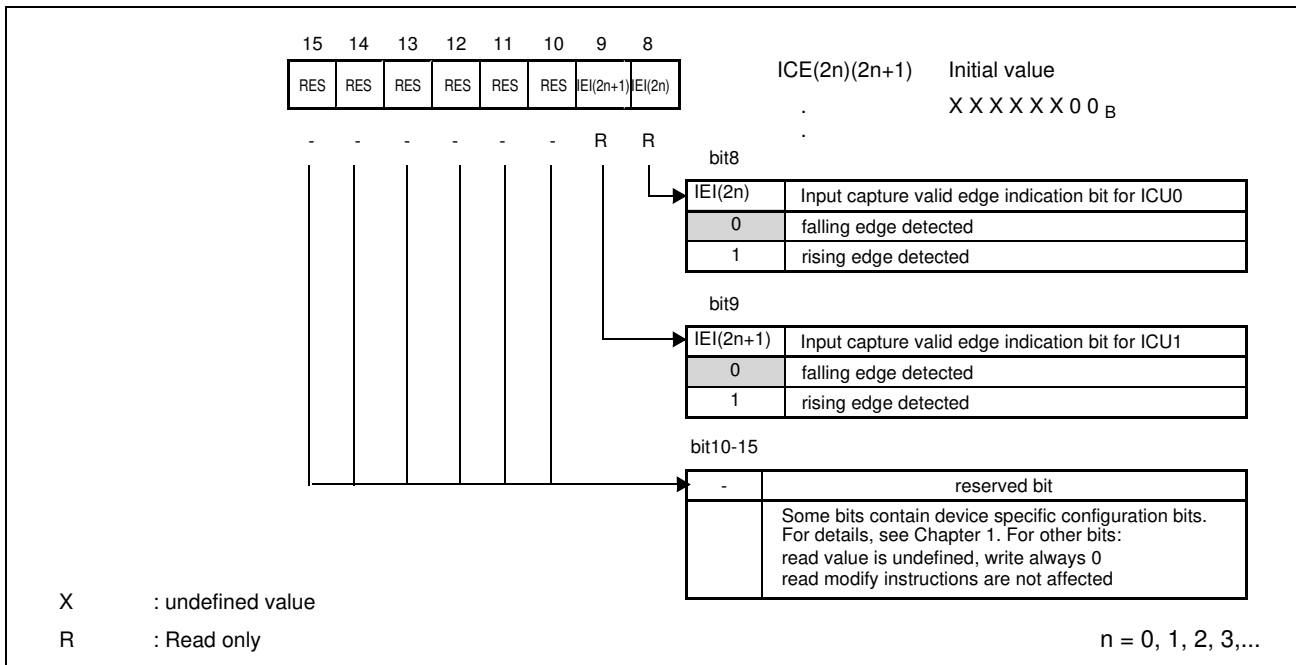 15 14 13 12 11 10 9 8
RES RES RES RES RES RES IEI(2n+1) IEI(2n)
ICE(2n)(2n+1) Initial value
. X X X X X X 0 0 B
.
- - - - - - R R
bit8
IEI(2n) Input capture valid edge indication bit for ICU0
0 falling edge detected
1 rising edge detected
bit9
IEI(2n+1) Input capture valid edge indication bit for ICU1
0 falling edge detected
1 rising edge detected
bit10-15
- reserved bit
Some bits contain device specific configuration bits.
For details, see Chapter 1. For other bits:
read value is undefined, write always 0
read modify instructions are not affected
X : undefined value
R : Read only
n = 0, 1, 2, 3,...